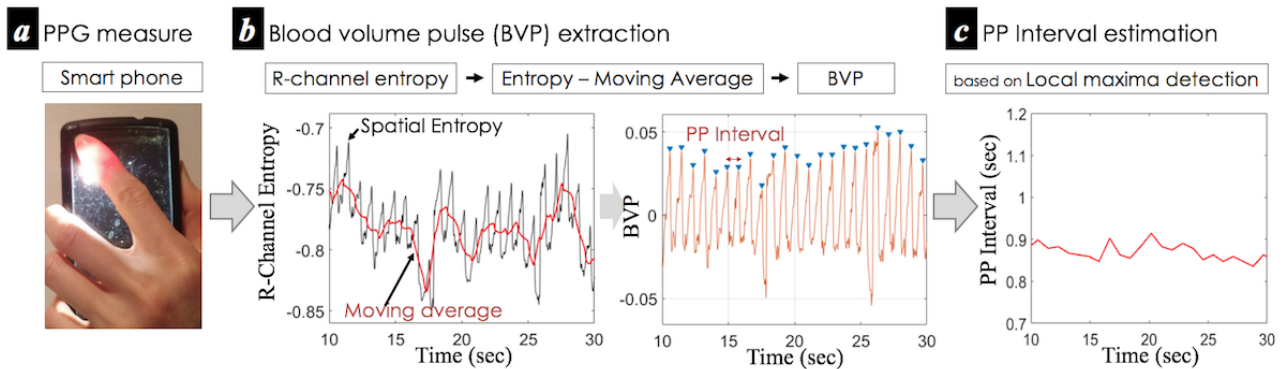 a PPG measure
Smart phone
b Blood volume pulse (BVP) extraction
R-channel entropy
Entropy – Moving Average
BVP
R-Channel Entropy
-0.7
-0.75
-0.8
-0.85
Spatial Entropy
Moving average
10 15 20 25 30
Time (sec)
BVP
0.05
0
-0.05
PP Interval
10 15 20 25 30
Time (sec)
c PP Interval estimation
based on Local maxima detection
PP Interval (sec)
1.2
1.1
1
0.9
0.8
0.7
10 15 20 25 30
Time (sec)